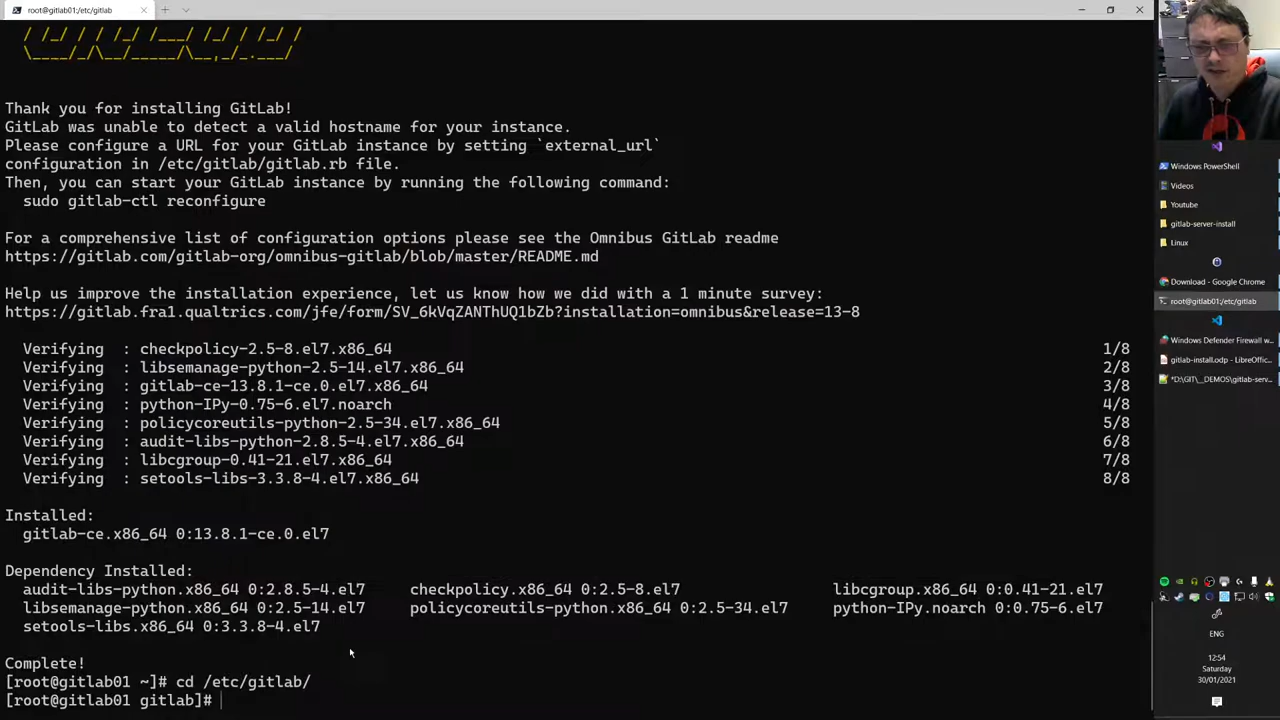 root@gitlab01:/etc/gitlab
Thank you for installing GitLab!
GitLab was unable to detect a valid hostname for your instance.
Please configure a URL for your GitLab instance by setting `external_url`
configuration in /etc/gitlab/gitlab.rb file.
Then, you can start your GitLab instance by running the following command:
sudo gitlab-ctl reconfigure
For a comprehensive list of configuration options please see the Omnibus GitLab readme
https://gitlab.com/gitlab-org/omnibus-gitlab/blob/master/README.md
Help us improve the installation experience, let us know how we did with a 1 minute survey:
https://gitlab.fra1.qualtrics.com/jfe/form/SV_6kVqZANThUQ1bZb?installation=omnibus&release=13-8
Verifying : checkpolicy-2.5-8.el7.x86_64 1/8
Verifying : libsemanage-python-2.5-14.el7.x86_64 2/8
Verifying : gitlab-ce-13.8.1-ce.0.el7.x86_64 3/8
Verifying : python-IPy-0.75-6.el7.noarch 4/8
Verifying : policycoreutils-python-2.5-34.el7.x86_64 5/8
Verifying : audit-libs-python-2.8.5-4.el7.x86_64 6/8
Verifying : libcgroup-0.41-21.el7.x86_64 7/8
Verifying : setools-libs-3.3.8-4.el7.x86_64 8/8
Installed:
gitlab-ce.x86_64 0:13.8.1-ce.0.el7
Dependency Installed:
audit-libs-python.x86_64 0:2.8.5-4.el7 checkpolicy.x86_64 0:2.5-8.el7 libcgroup.x86_64 0:0.41-21.el7
libsemanage-python.x86_64 0:2.5-14.el7 policycoreutils-python.x86_64 0:2.5-34.el7 python-IPy.noarch 0:0.75-6.el7
setools-libs.x86_64 0:3.3.8-4.el7
Complete!
[root@gitlab01 ~]# cd /etc/gitlab/
[root@gitlab01 gitlab]#
Windows PowerShell
Videos
Youtube
gitlab-server-install
Linux
Download - Google Chrome
root@gitlab01:/etc/gitlab
Windows Defender Firewall w...
gitlab-install.odp - LibreOffic...
*D:\GIT\__DEMOS\gitlab-serv...
ENG
12:54
Saturday
30/01/2021